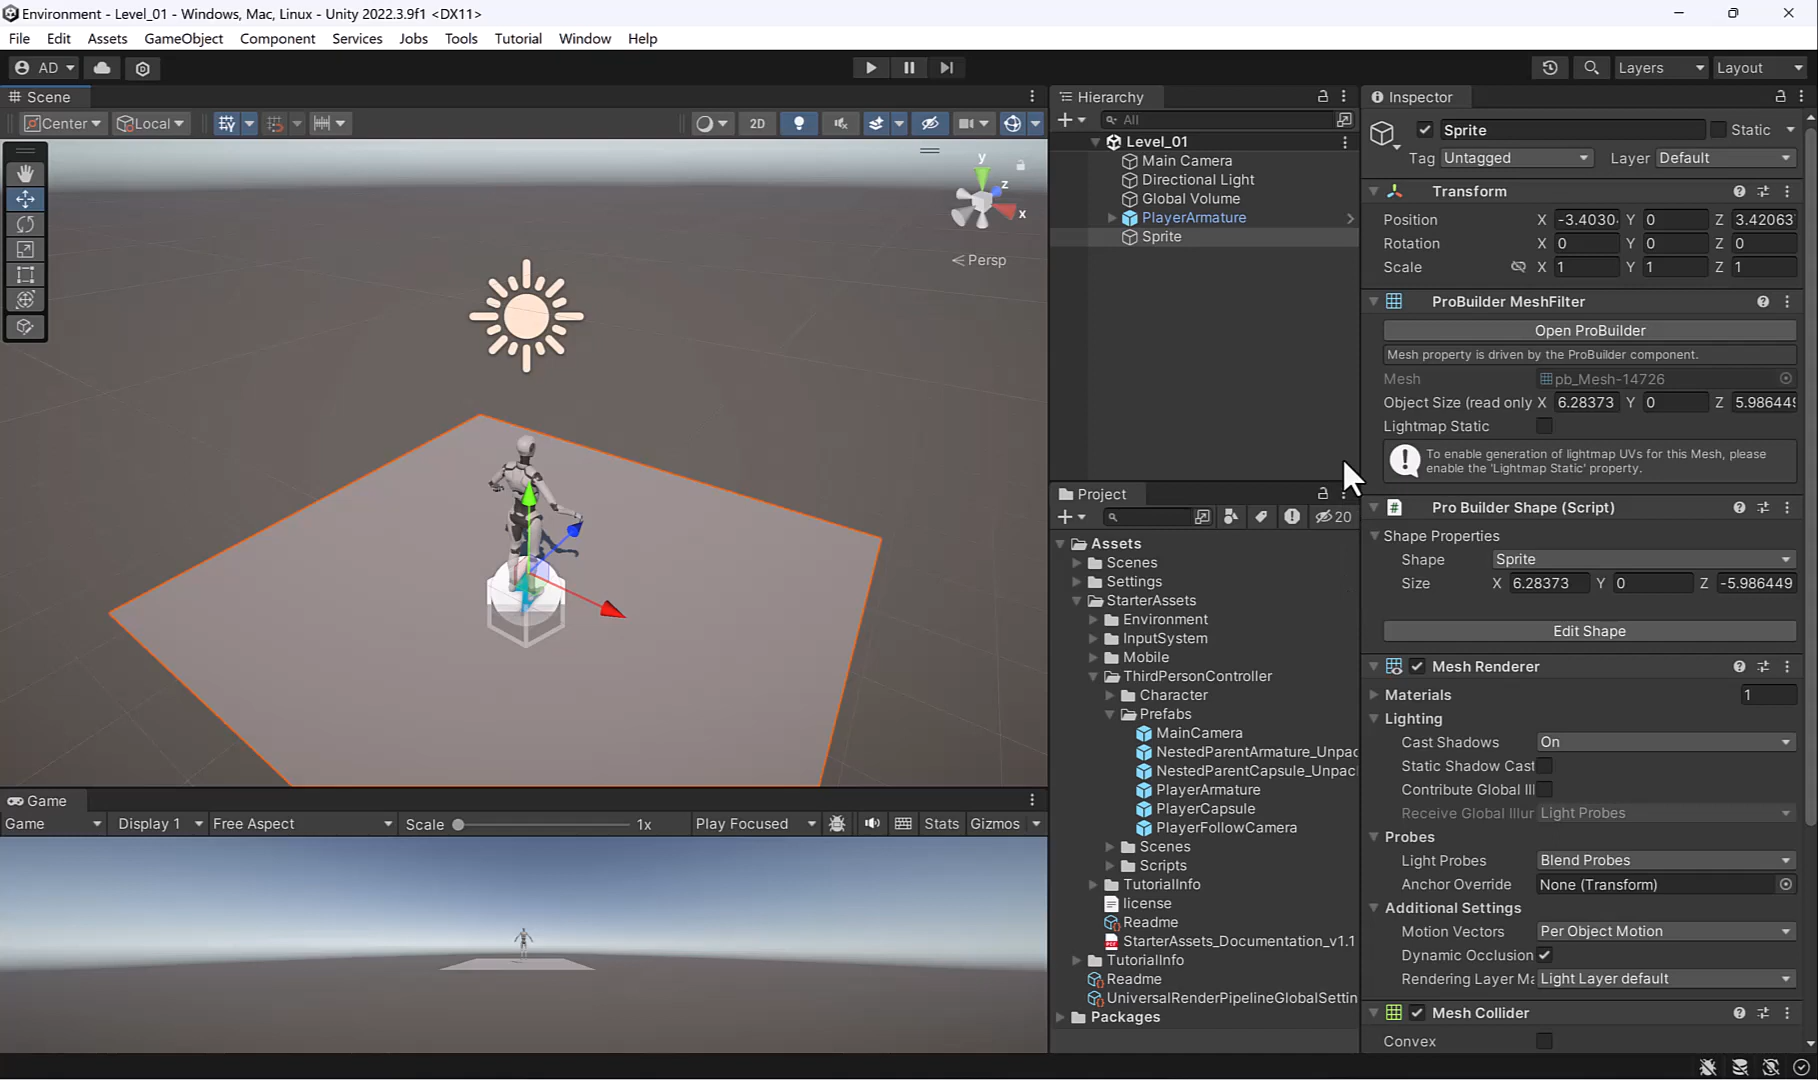 Environment - Level_01 - Windows, Mac, Linux - Unity 2022.3.9f1 <DX11>
File Edit Assets GameObject Component Services Jobs Tools Tutorial Window Help
AD Layers Layout
Scene
Center Local 2D
y
z
x
Persp
Game
Game Display 1 Free Aspect Scale 1x Play Focused Stats Gizmos
Hierarchy
All
Level_01
Main Camera
Directional Light
Global Volume
PlayerArmature
Sprite
Project
20
Assets
Scenes
Settings
StarterAssets
Environment
InputSystem
Mobile
ThirdPersonController
Character
Prefabs
MainCamera
NestedParentArmature_Unpac
NestedParentCapsule_Unpac
PlayerArmature
PlayerCapsule
PlayerFollowCamera
Scenes
Scripts
TutorialInfo
license
Readme
StarterAssets_Documentation_v1.1
TutorialInfo
Readme
UniversalRenderPipelineGlobalSettin
Packages
Inspector
Sprite Static
Tag Untagged Layer Default
Transform
Position X -3.4030 Y 0 Z 3.42063
Rotation X 0 Y 0 Z 0
Scale X 1 Y 1 Z 1
ProBuilder MeshFilter
Open ProBuilder
Mesh property is driven by the ProBuilder component.
Mesh pb_Mesh-14726
Object Size (read only X 6.28373 Y 0 Z 5.986449
Lightmap Static
To enable generation of lightmap UVs for this Mesh, please
enable the 'Lightmap Static' property.
Pro Builder Shape (Script)
Shape Properties
Shape Sprite
Size X 6.28373 Y 0 Z -5.986449
Edit Shape
Mesh Renderer
Materials 1
Lighting
Cast Shadows On
Static Shadow Cast
Contribute Global Ill
Receive Global Illur Light Probes
Probes
Light Probes Blend Probes
Anchor Override None (Transform)
Additional Settings
Motion Vectors Per Object Motion
Dynamic Occlusion
Rendering Layer Ma Light Layer default
Mesh Collider
Convex